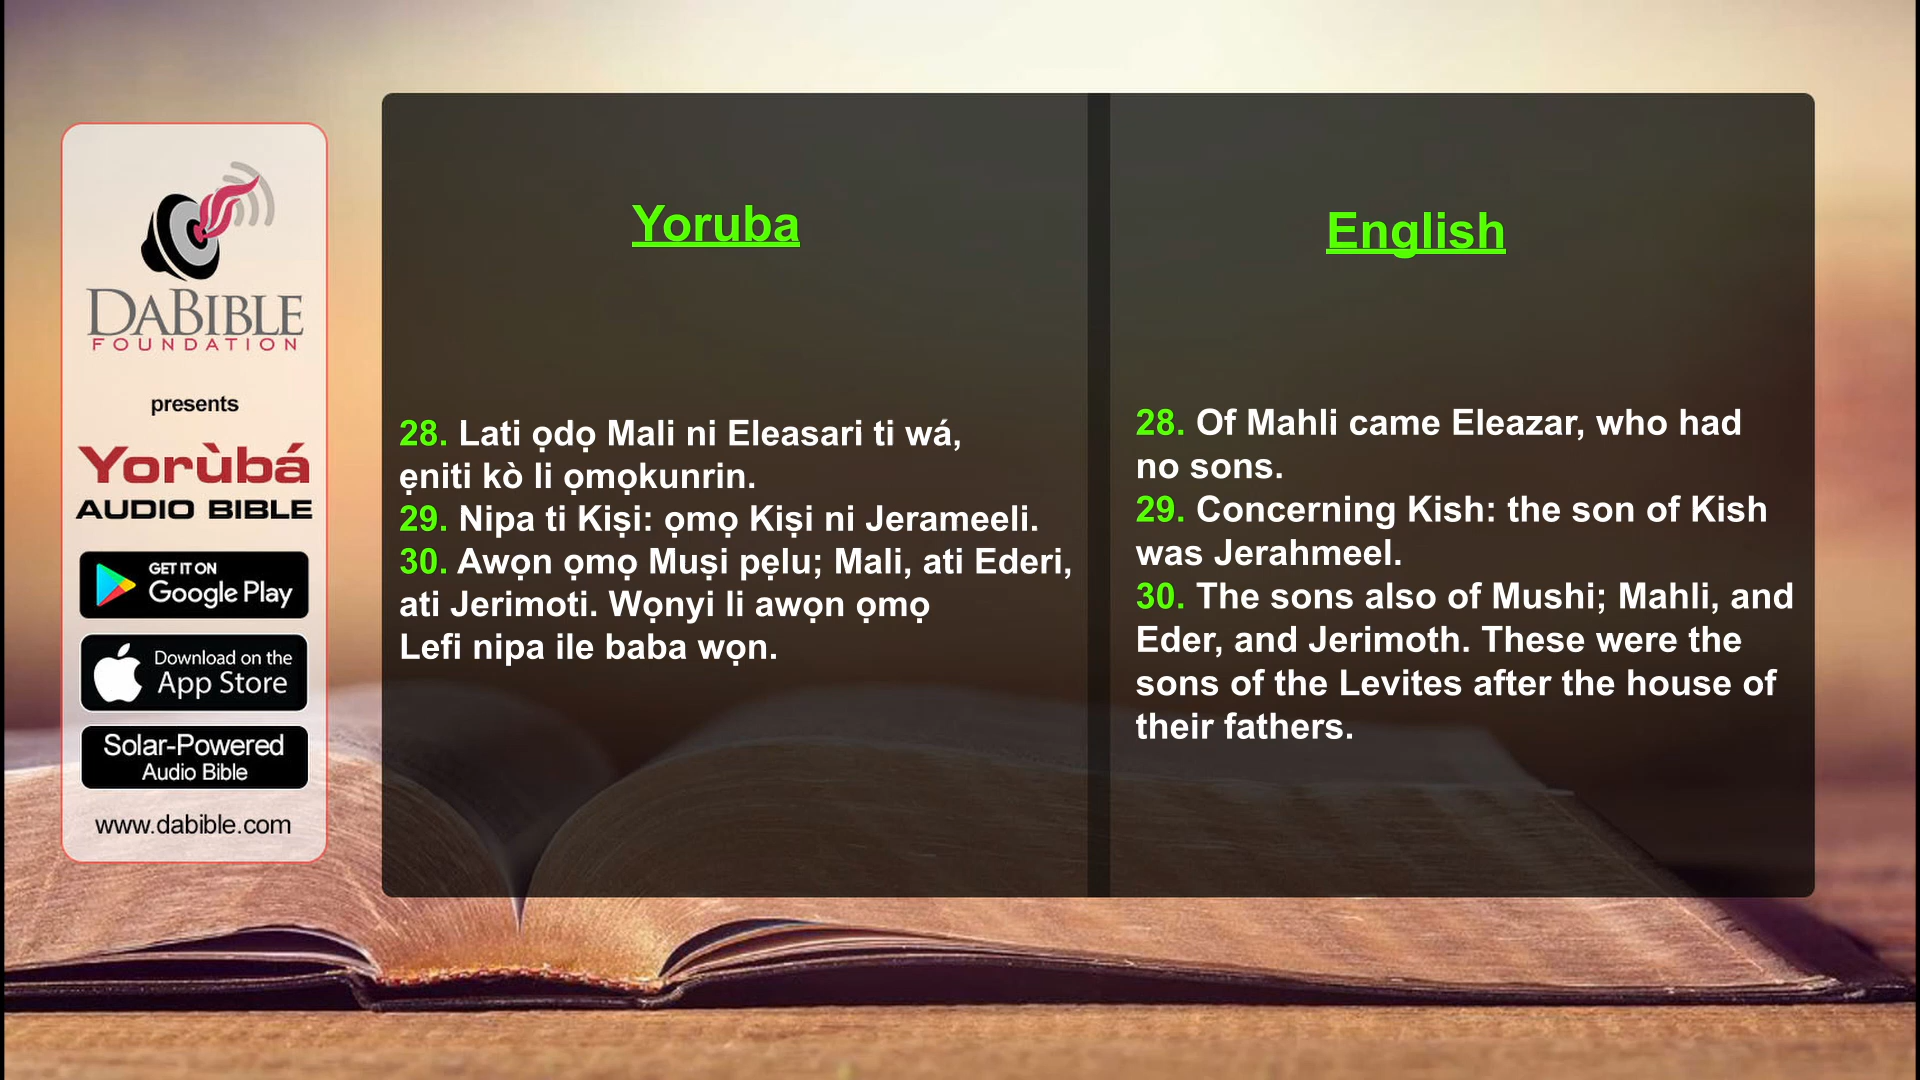 DABIBLE
FOUNDATION
presents
Yorùbá
AUDIO BIBLE
GET IT ON
Google Play
Download on the
App Store
Solar-Powered
Audio Bible
www.dabible.com
Yoruba
28. Lati ọdọ Mali ni Eleasari ti wá,
ẹniti kò li ọmọkunrin.
29. Nipa ti Kiṣi: ọmọ Kiṣi ni Jerameeli.
30. Awọn ọmọ Muṣi pẹlu; Mali, ati Ederi,
ati Jerimoti. Wọnyi li awọn ọmọ
Lefi nipa ile baba wọn.
English
28. Of Mahli came Eleazar, who had
no sons.
29. Concerning Kish: the son of Kish
was Jerahmeel.
30. The sons also of Mushi; Mahli, and
Eder, and Jerimoth. These were the
sons of the Levites after the house of
their fathers.